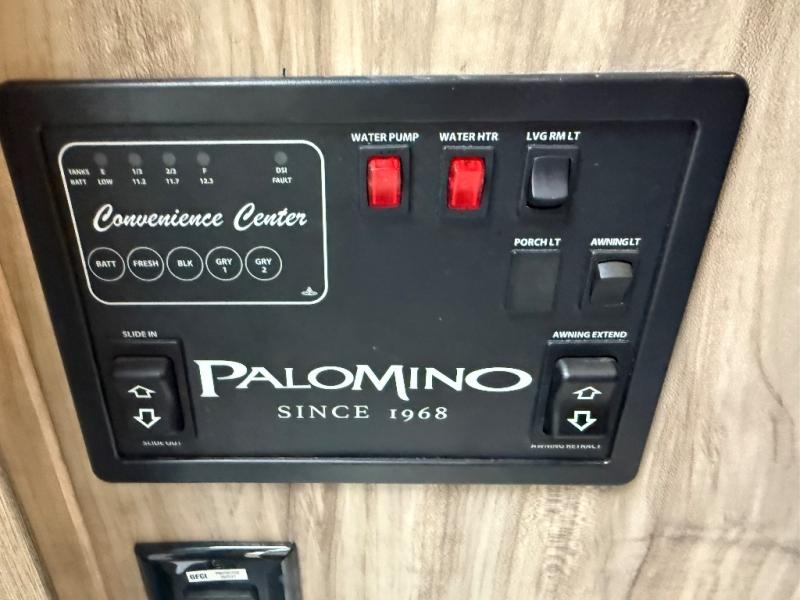 WATER PUMP WATER HTR LVG RM LT
TANKS E 1/3 2/3 F DSI
BATT LOW 11.2 11.7 12.3 FAULT
Convenience Center
BATT FRESH BLK GRY 1 GRY 2
PORCH LT AWNING LT
SLIDE IN
SLIDE OUT
AWNING EXTEND
AWNING RETRACT
PALOMINO
SINCE 1968
GFCI